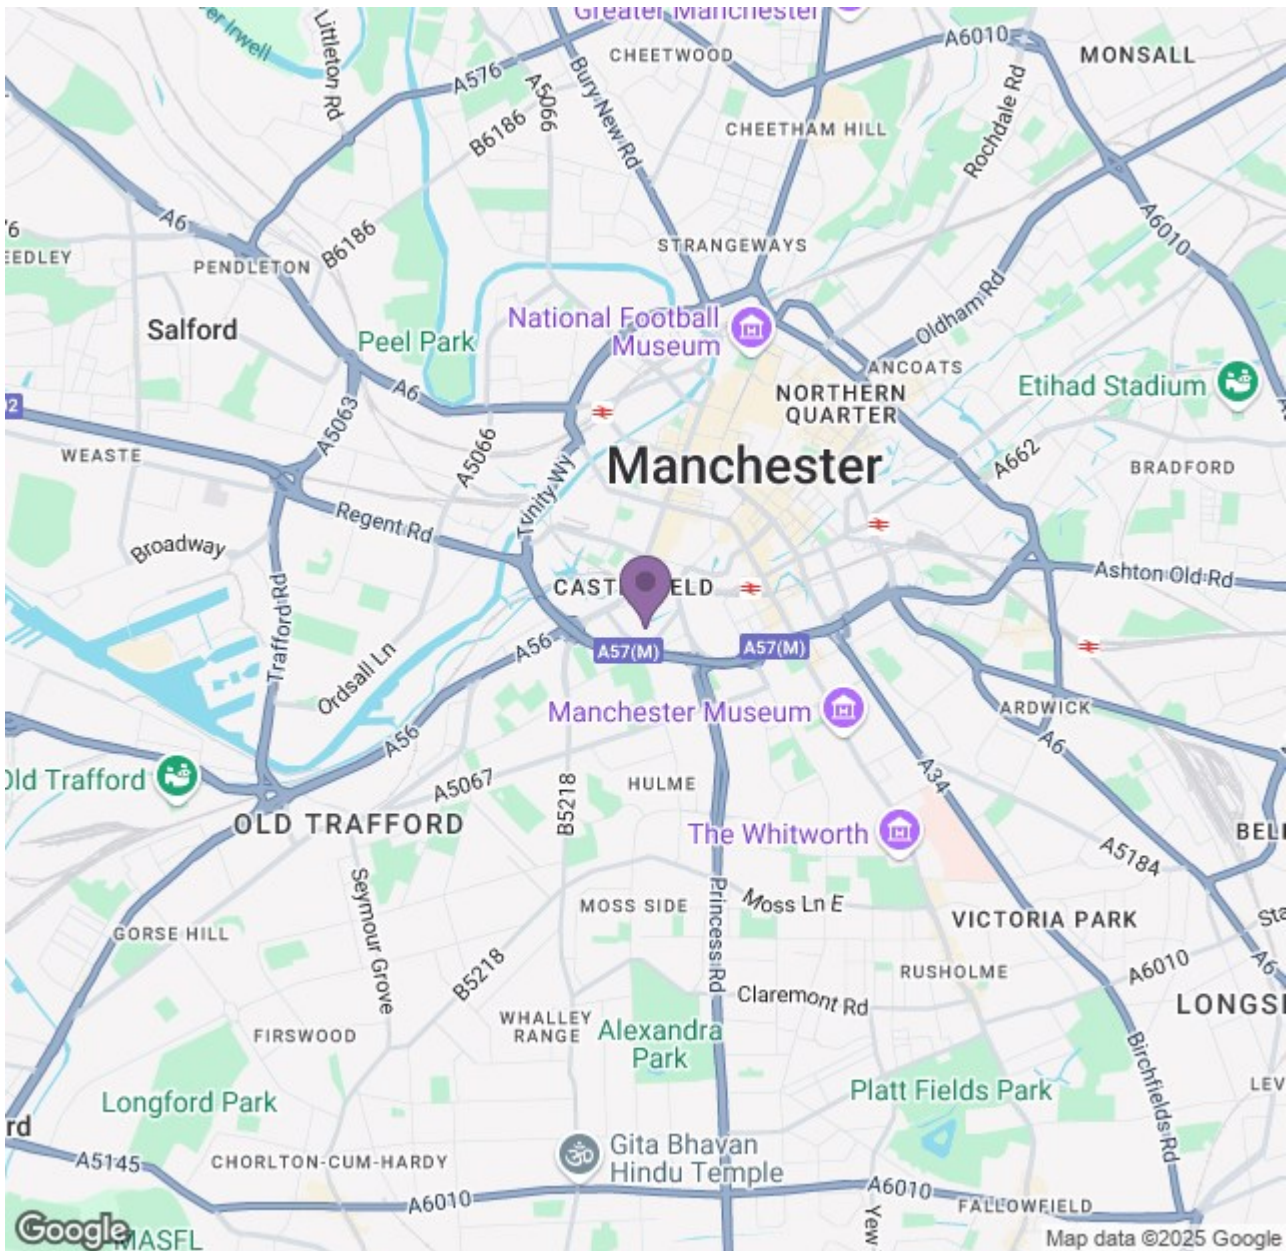 Greater Manchester
CHEETWOOD
A6010
MONSALL
Littleton Rd
A576
A5066
Bury New Rd
B6186
CHEETHAM HILL
Rochdale Rd
A6
B6186
STRANGEWAYS
A6010
PENDLETON
Oldham Rd
Salford
Peel Park
National Football
Museum
ANCOATS
NORTHERN
QUARTER
Etihad Stadium
A6
A5063
A5066
WEASTE
Manchester
A662
BRADFORD
Regent Rd
Trinity Wy
Broadway
Ashton Old Rd
Trafford Rd
Ordsall Ln
A56
A57(M)
A57(M)
Manchester Museum
ARDWICK
A56
A6
Old Trafford
A5067
B5218
HULME
A34
OLD TRAFFORD
The Whitworth
A5184
Seymour Grove
MOSS SIDE
Princess Rd
Moss Ln E
VICTORIA PARK
GORSE HILL
B5218
RUSHOLME
A6010
A6
Claremont Rd
WHALLEY
RANGE
FIRSWOOD
Alexandra
Park
Birchfields Rd
Longford Park
Platt Fields Park
A5145
CHORLTON-CUM-HARDY
Gita Bhavan
Hindu Temple
A6010
A6010
FALLOWFIELD
Google
Map data ©2025 Google